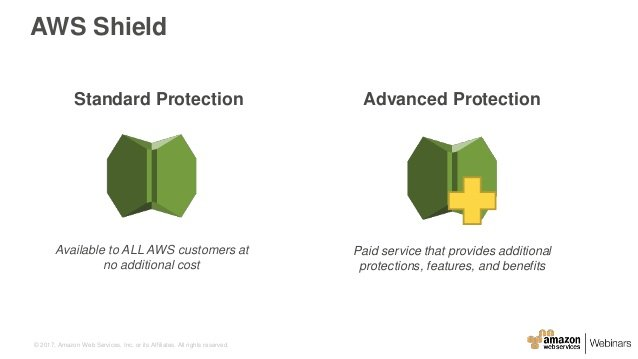 AWS Shield
Standard Protection
Available to ALL AWS customers at
no additional cost
Advanced Protection
Paid service that provides additional
protections, features, and benefits
© 2017, Amazon Web Services, Inc. or its Affiliates. All rights reserved.
amazon
web services
Webinars